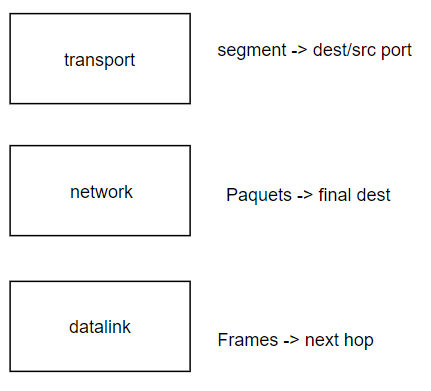 transport
segment -> dest/src port
network
Paquets -> final dest
datalink
Frames -> next hop